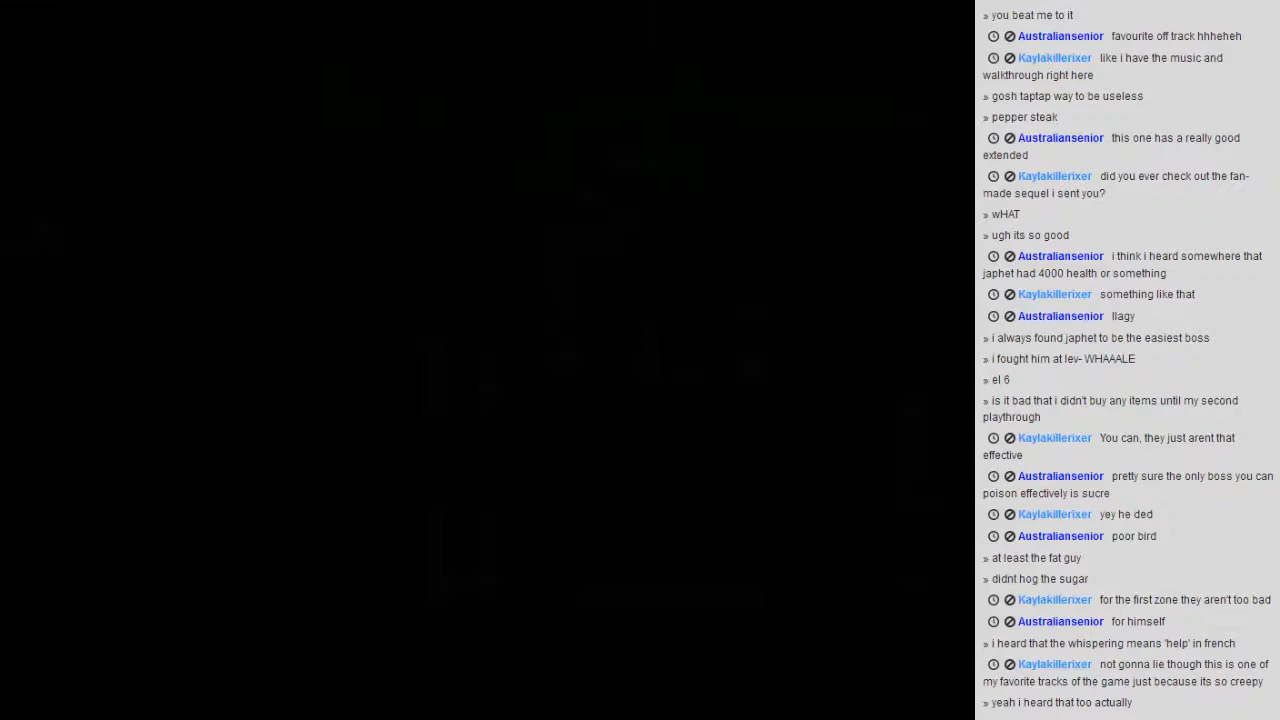 » you beat me to it
Australiansenior favourite off track hhheheh
Kaylakillerixer like i have the music and
walkthrough right here
» gosh taptap way to be useless
» pepper steak
Australiansenior this one has a really good
extended
Kaylakillerixer did you ever check out the fan-
made sequel i sent you?
» wHAT
» ugh its so good
Australiansenior i think i heard somewhere that
japhet had 4000 health or something
Kaylakillerixer something like that
Australiansenior llagy
» i always found japhet to be the easiest boss
» i fought him at lev- WHAAALE
» el 6
» is it bad that i didn't buy any items until my second
playthrough
Kaylakillerixer You can, they just arent that
effective
Australiansenior pretty sure the only boss you can
poison effectively is sucre
Kaylakillerixer yey he ded
Australiansenior poor bird
» at least the fat guy
» didnt hog the sugar
Kaylakillerixer for the first zone they aren't too bad
Australiansenior for himself
» i heard that the whispering means 'help' in french
Kaylakillerixer not gonna lie though this is one of
my favorite tracks of the game just because its so creepy
» yeah i heard that too actually